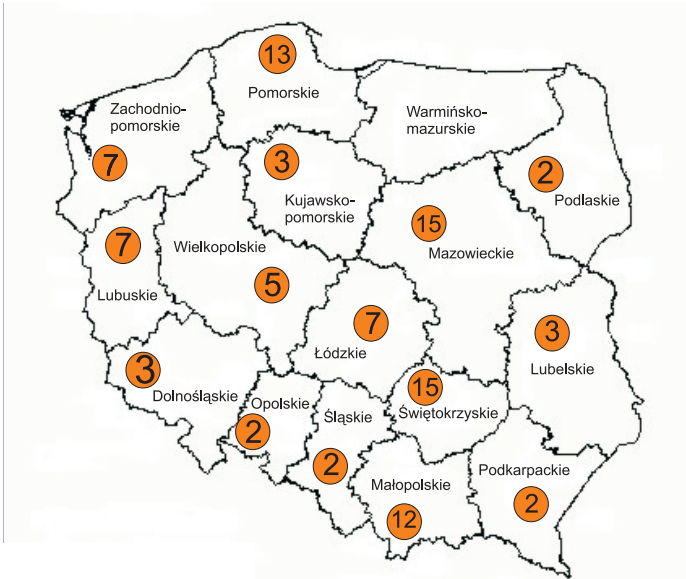 13
Pomorskie
Zachodnio-
pomorskie
7
Warmińsko-
mazurskie
3
Kujawsko-
pomorskie
2
Podlaskie
15
Mazowieckie
7
Lubuskie
Wielkopolskie
5
7
Łódzkie
3
Lubelskie
3
Dolnośląskie
Opolskie
2
Śląskie
2
15
Świętokrzyskie
Małopolskie
12
Podkarpackie
2